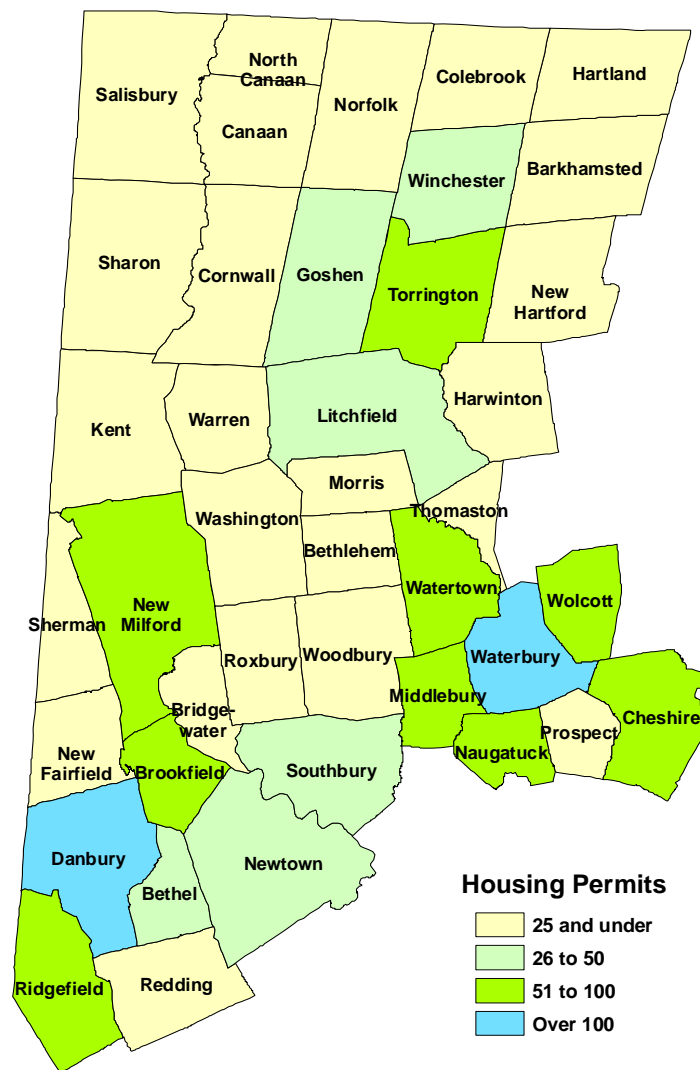 North
Canaan
Colebrook
Hartland
Salisbury
Norfolk
Canaan
Barkhamsted
Winchester
Sharon
Cornwall
Goshen
Torrington
New
Hartford
Harwinton
Litchfield
Warren
Kent
Morris
Thomaston
Washington
Bethlehem
Watertown
Wolcott
New
Milford
Sherman
Roxbury
Woodbury
Waterbury
Middlebury
Bridge-
water
Cheshire
Prospect
Naugatuck
New
Fairfield
Brookfield
Southbury
Danbury
Newtown
Bethel
Ridgefield
Redding
Housing Permits
25 and under
26 to 50
51 to 100
Over 100